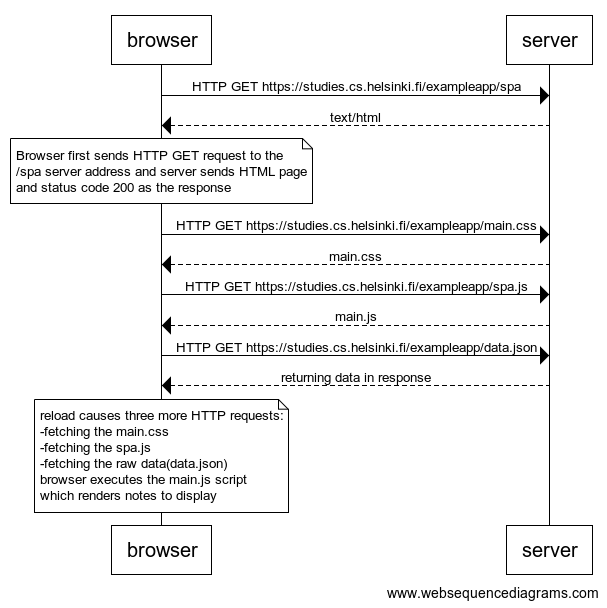 browser
server
HTTP GET https://studies.cs.helsinki.fi/exampleapp/spa
text/html
Browser first sends HTTP GET request to the
/spa server address and server sends HTML page
and status code 200 as the response
HTTP GET https://studies.cs.helsinki.fi/exampleapp/main.css
main.css
HTTP GET https://studies.cs.helsinki.fi/exampleapp/spa.js
main.js
HTTP GET https://studies.cs.helsinki.fi/exampleapp/data.json
returning data in response
reload causes three more HTTP requests:
-fetching the main.css
-fetching the spa.js
-fetching the raw data(data.json)
browser executes the main.js script
which renders notes to display
browser
server
www.websequencediagrams.com